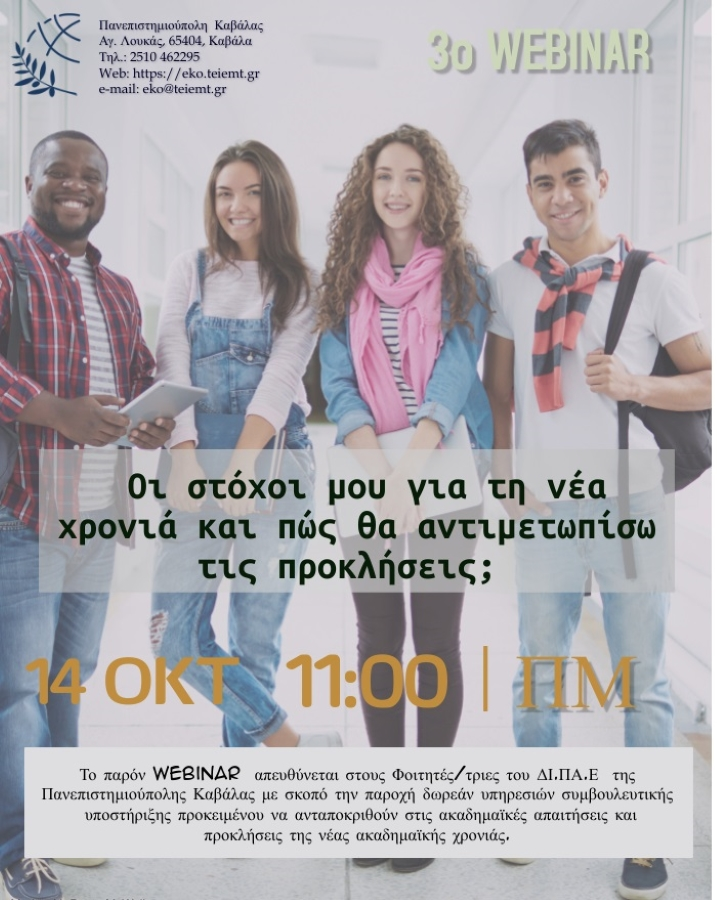 Πανεπιστημιούπολη Καβάλας
Αγ. Λουκάς, 65404, Καβάλα
Τηλ.: 2510 462295
Web: https://eko.teiemt.gr
e-mail: eko@teiemt.gr
3ο WEBINAR
Οι στόχοι μου για τη νέα
χρονιά και πώς θα αντιμετωπίσω
τις προκλήσεις;
14 ΟΚΤ 11:00 | ΠΜ
Το παρόν WEBINAR απευθύνεται στους Φοιτητές/τριες του ΔΙ.ΠΑ.Ε της
Πανεπιστημιούπολης Καβάλας με σκοπό την παροχή δωρεάν υπηρεσιών συμβουλευτικής
υποστήριξης προκειμένου να ανταποκριθούν στις ακαδημαϊκές απαιτήσεις και
προκλήσεις της νέας ακαδημαϊκής χρονιάς.